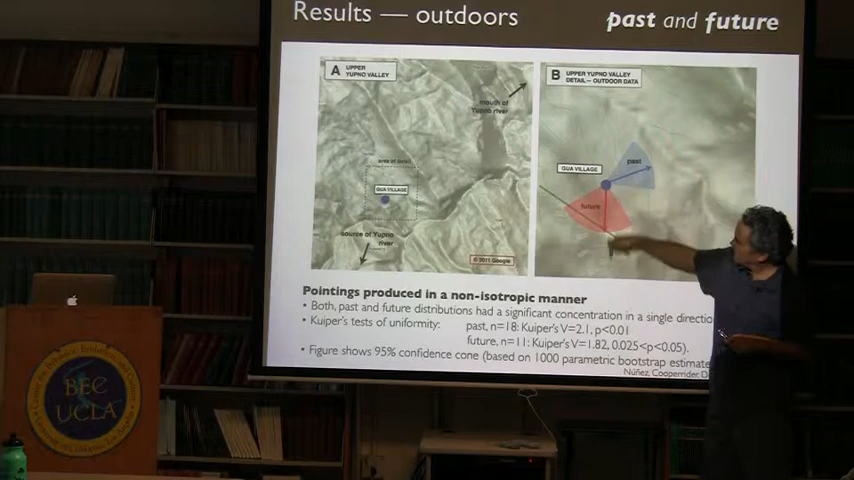 Results — outdoors
past and future
A
UPPER
YUPNO VALLEY
mouth of
Yupno river
area of detail
GUA VILLAGE
source of Yupno
river
© 2011 Google
B
UPPER YUPNO VALLEY
DETAIL — OUTDOOR DATA
GUA VILLAGE
past
future
Pointings produced in a non-isotropic manner
• Both, past and future distributions had a significant concentration in a single directio
• Kuiper's tests of uniformity: past, n=18: Kuiper's V=2.1, p<0.01
future, n=11: Kuiper's V=1.82, 0.025<p<0.05).
• Figure shows 95% confidence cone (based on 1000 parametric bootstrap estimate
Núñez, Cooperrider, D
BEC
UCLA